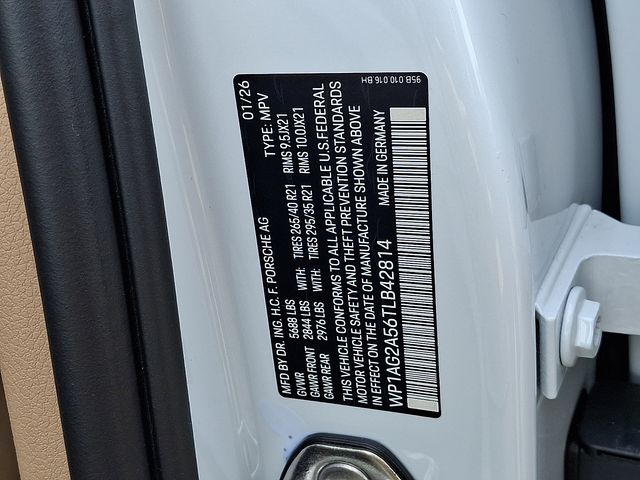 01/26
MFD BY DR. ING. H.C. F. PORSCHE AG TYPE: MPV
GVWR 5688 LBS WITH: TIRES 265/40 R21 RIMS 9.5JX21
GAWR FRONT 2844 LBS WITH: TIRES 295/35 R21 RIMS 10.0JX21
GAWR REAR 2976 LBS
THIS VEHICLE CONFORMS TO ALL APPLICABLE U.S. FEDERAL
MOTOR VEHICLE SAFETY AND THEFT PREVENTION STANDARDS
IN EFFECT ON THE DATE OF MANUFACTURE SHOWN ABOVE
WP1AG2A56TLB42814 MADE IN GERMANY
95B.010.016.BH